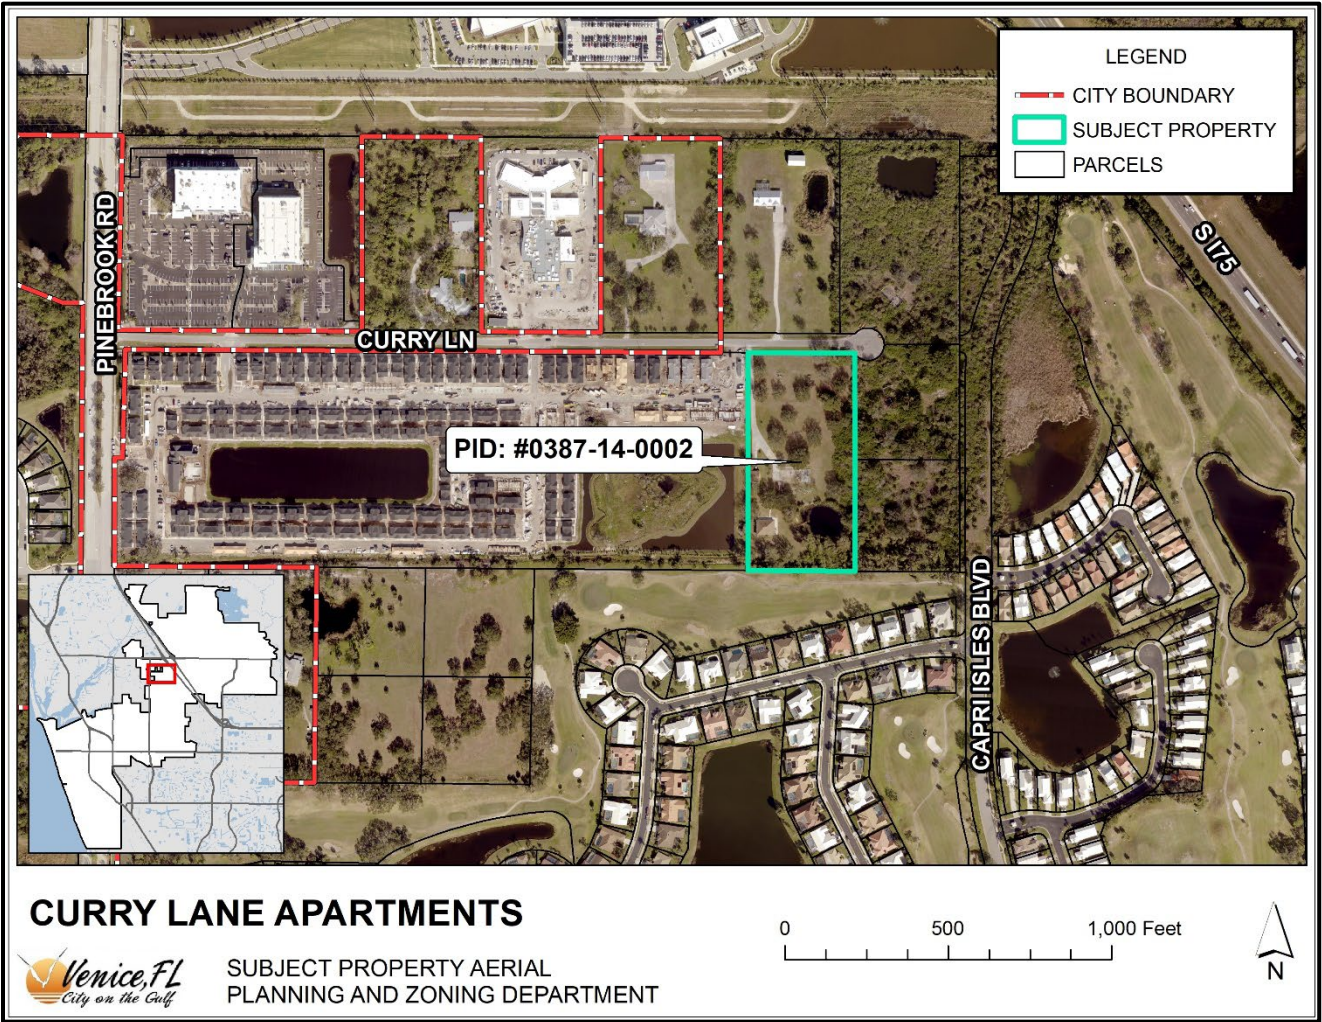 LEGEND
CITY BOUNDARY
SUBJECT PROPERTY
PARCELS
S I75
PINEBROOK RD
CURRY LN
PID: #0387-14-0002
CAPRI ISLES BLVD
CURRY LANE APARTMENTS
Venice, FL
City on the Gulf
SUBJECT PROPERTY AERIAL
PLANNING AND ZONING DEPARTMENT
0 500 1,000 Feet
N